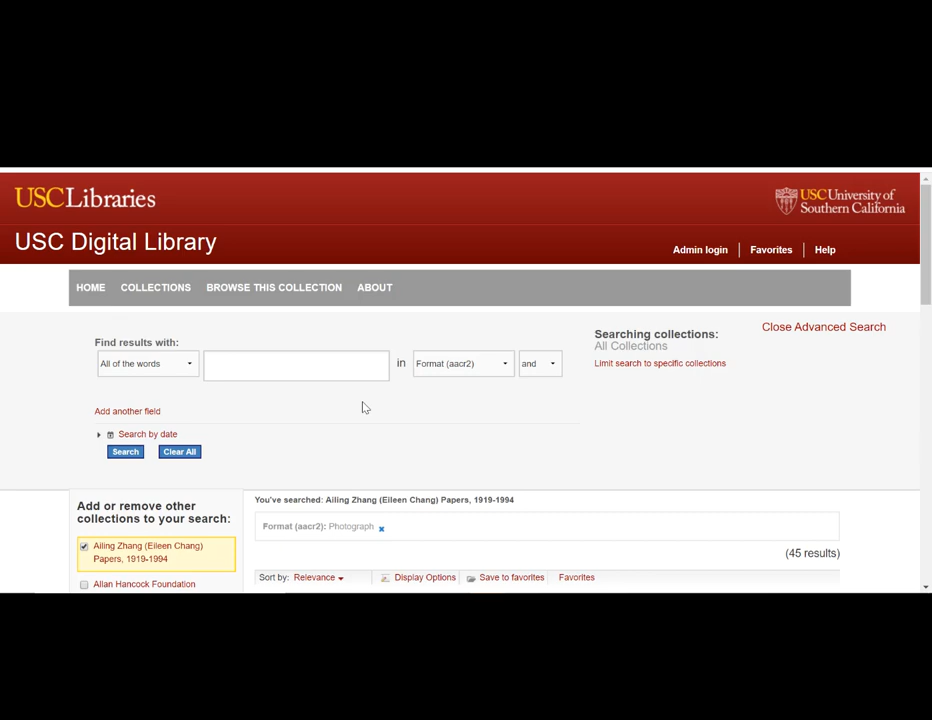 USCLibraries
USC University of
Southern California
USC Digital Library
Admin login
Favorites
Help
HOME
COLLECTIONS
BROWSE THIS COLLECTION
ABOUT
Find results with:
All of the words
in
Format (aacr2)
and
Searching collections:
All Collections
Limit search to specific collections
Close Advanced Search
Add another field
Search by date
Search
Clear All
Add or remove other
collections to your search:
Ailing Zhang (Eileen Chang)
Papers, 1919-1994
Allan Hancock Foundation
You've searched: Ailing Zhang (Eileen Chang) Papers, 1919-1994
Format (aacr2): Photograph
(45 results)
Sort by: Relevance
Display Options
Save to favorites
Favorites